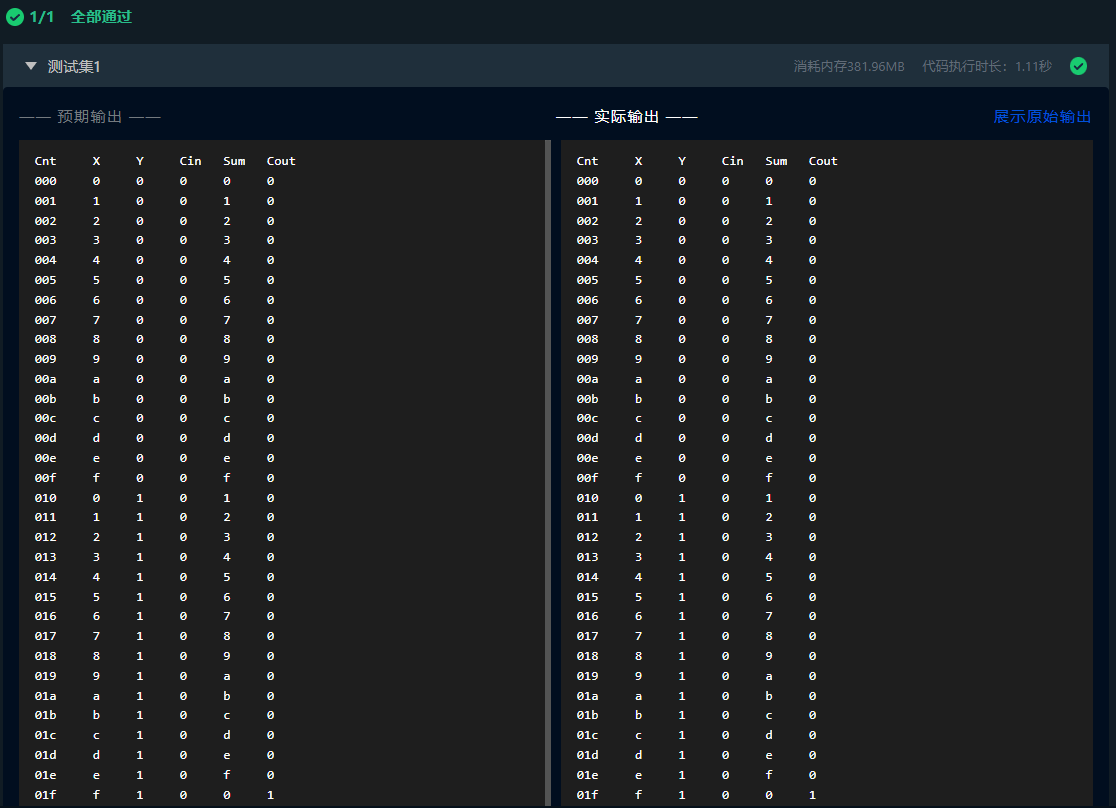 1/1 全部通过
测试集1 消耗内存381.96MB 代码执行时长：1.11秒
—— 预期输出 —— —— 实际输出 —— 展示原始输出
Cnt X Y Cin Sum Cout Cnt X Y Cin Sum Cout
000 0 0 0 0 0 000 0 0 0 0 0
001 1 0 0 1 0 001 1 0 0 1 0
002 2 0 0 2 0 002 2 0 0 2 0
003 3 0 0 3 0 003 3 0 0 3 0
004 4 0 0 4 0 004 4 0 0 4 0
005 5 0 0 5 0 005 5 0 0 5 0
006 6 0 0 6 0 006 6 0 0 6 0
007 7 0 0 7 0 007 7 0 0 7 0
008 8 0 0 8 0 008 8 0 0 8 0
009 9 0 0 9 0 009 9 0 0 9 0
00a a 0 0 a 0 00a a 0 0 a 0
00b b 0 0 b 0 00b b 0 0 b 0
00c c 0 0 c 0 00c c 0 0 c 0
00d d 0 0 d 0 00d d 0 0 d 0
00e e 0 0 e 0 00e e 0 0 e 0
00f f 0 0 f 0 00f f 0 0 f 0
010 0 1 0 1 0 010 0 1 0 1 0
011 1 1 0 2 0 011 1 1 0 2 0
012 2 1 0 3 0 012 2 1 0 3 0
013 3 1 0 4 0 013 3 1 0 4 0
014 4 1 0 5 0 014 4 1 0 5 0
015 5 1 0 6 0 015 5 1 0 6 0
016 6 1 0 7 0 016 6 1 0 7 0
017 7 1 0 8 0 017 7 1 0 8 0
018 8 1 0 9 0 018 8 1 0 9 0
019 9 1 0 a 0 019 9 1 0 a 0
01a a 1 0 b 0 01a a 1 0 b 0
01b b 1 0 c 0 01b b 1 0 c 0
01c c 1 0 d 0 01c c 1 0 d 0
01d d 1 0 e 0 01d d 1 0 e 0
01e e 1 0 f 0 01e e 1 0 f 0
01f f 1 0 0 1 01f f 1 0 0 1